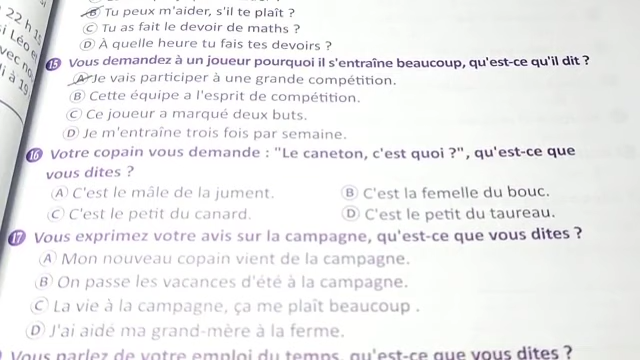 22 h 15
si Léo
B Tu peux m'aider, s'il te plaît ?
C Tu as fait le devoir de maths ?
D À quelle heure tu fais tes devoirs ?
15 Vous demandez à un joueur pourquoi il s'entraîne beaucoup, qu'est-ce qu'il dit ?
A Je vais participer à une grande compétition.
B Cette équipe a l'esprit de compétition.
C Ce joueur a marqué deux buts.
D Je m'entraîne trois fois par semaine.
16 Votre copain vous demande : "Le caneton, c'est quoi ?", qu'est-ce que
vous dites ?
A C'est le mâle de la jument. B C'est la femelle du bouc.
C C'est le petit du canard. D C'est le petit du taureau.
17 Vous exprimez votre avis sur la campagne, qu'est-ce que vous dites ?
A Mon nouveau copain vient de la campagne.
B On passe les vacances d'été à la campagne.
C La vie à la campagne, ça me plaît beaucoup .
D J'ai aidé ma grand-mère à la ferme.
Vous parlez de votre emploi du temps, qu'est-ce que vous dites ?